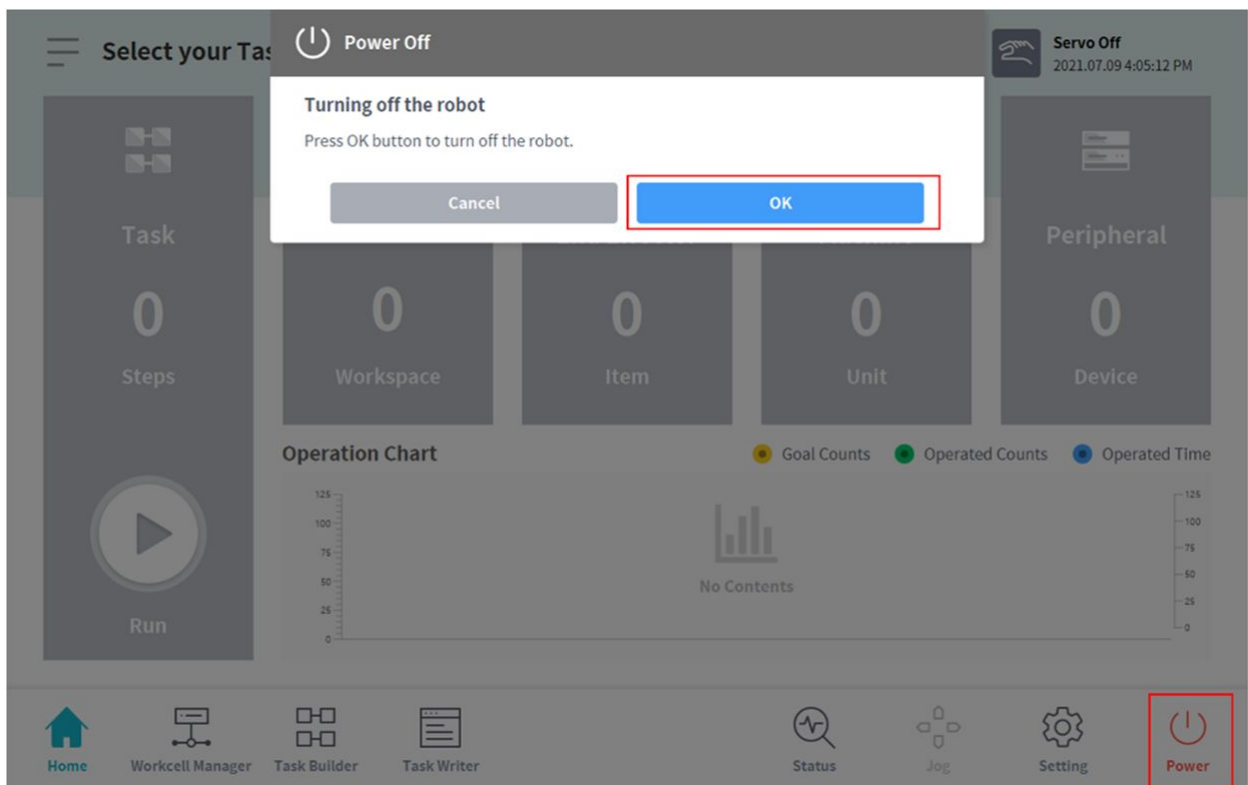 Select your Tas
Power Off
Servo Off
2021.07.09 4:05:12 PM
Turning off the robot
Press OK button to turn off the robot.
Cancel
OK
Task
0
Steps
Run
0
Workspace
0
Item
0
Unit
Peripheral
0
Device
Operation Chart
Goal Counts
Operated Counts
Operated Time
125
100
75
50
25
0
No Contents
125
100
75
50
25
0
Home
Workcell Manager
Task Builder
Task Writer
Status
Jog
Setting
Power